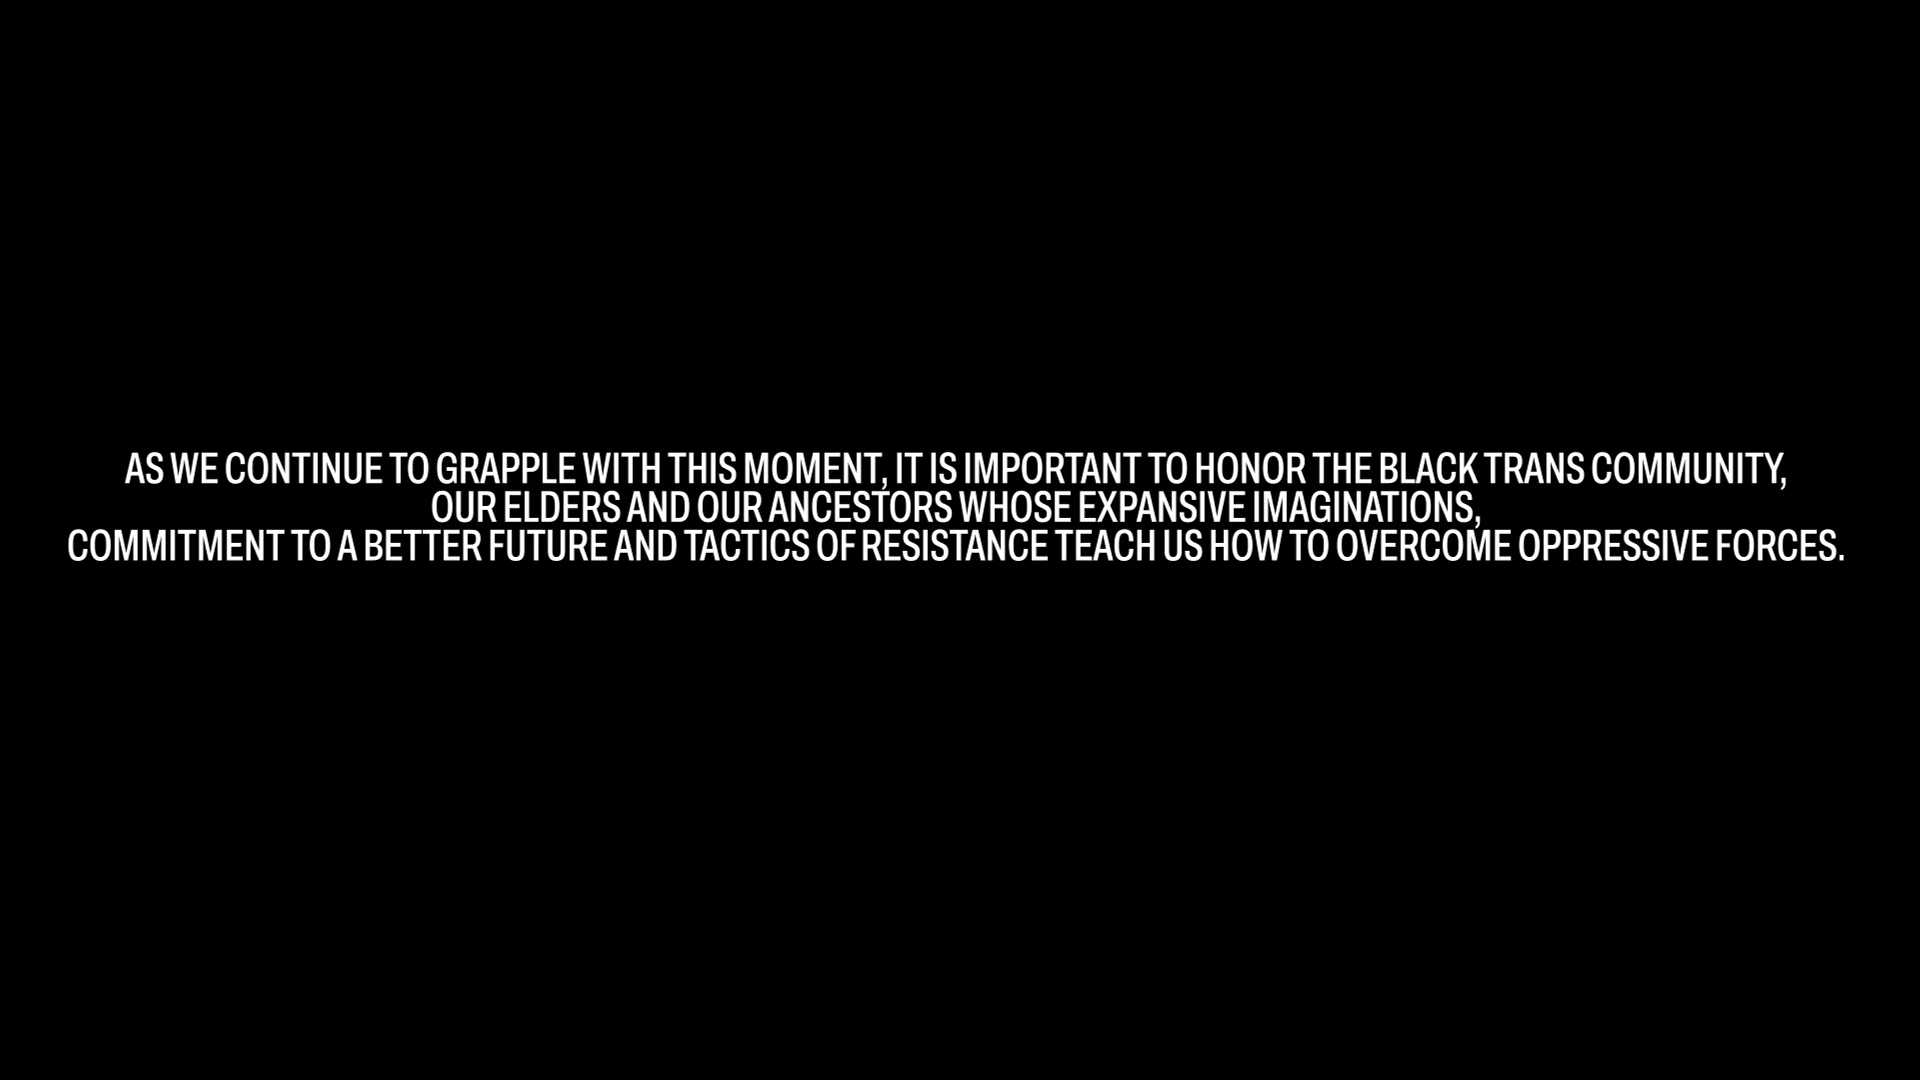 AS WE CONTINUE TO GRAPPLE WITH THIS MOMENT, IT IS IMPORTANT TO HONOR THE BLACK TRANS COMMUNITY,
OUR ELDERS AND OUR ANCESTORS WHOSE EXPANSIVE IMAGINATIONS,
COMMITMENT TO A BETTER FUTURE AND TACTICS OF RESISTANCE TEACH US HOW TO OVERCOME OPPRESSIVE FORCES.